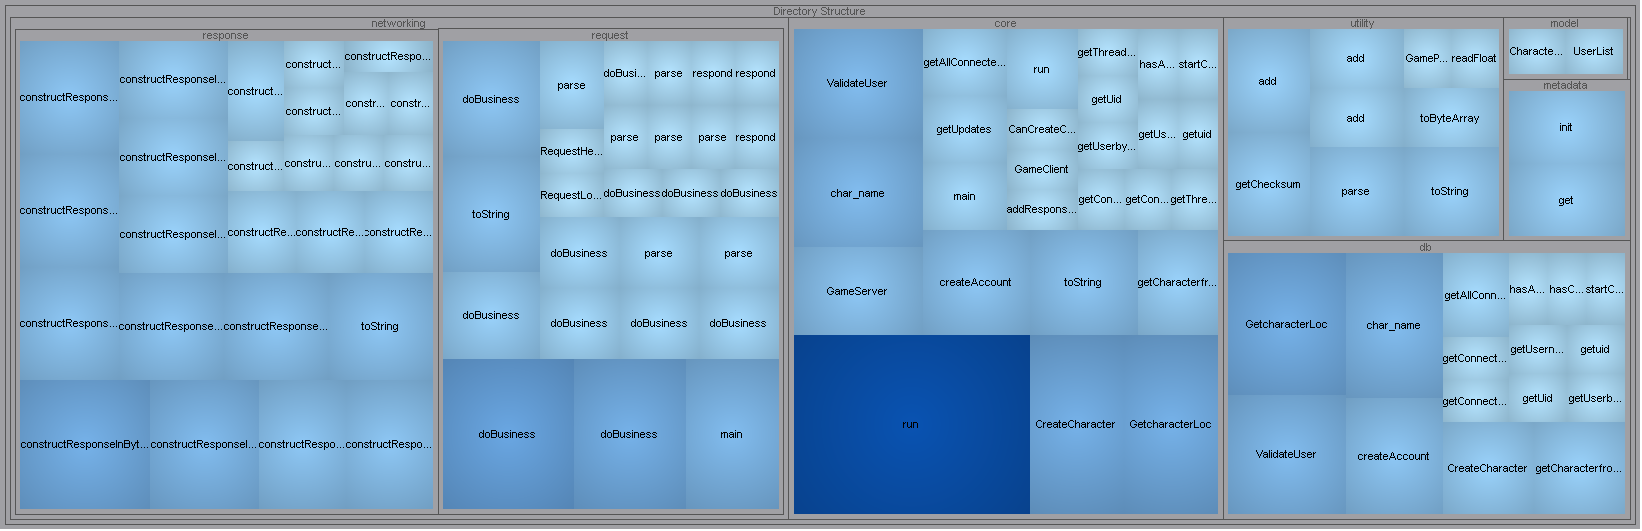 Directory Structure
networking
response
constructRespons...
constructRespons...
constructRespons...
constructResponseI...
constructResponseI...
constructResponseI...
construct...
construct...
construct...
construct...
constructRespo...
constr...
constr...
constru...
constru...
constru...
constructRe...
constructRe...
constructRe...
constructResponse...
constructResponse...
toString
constructResponseInByt...
constructResponseI...
constructRespo...
constructRespo...
request
doBusiness
toString
doBusiness
parse
RequestHe...
RequestLo...
doBusi...
parse
respond
respond
parse
parse
parse
respond
doBusiness
doBusiness
doBusiness
doBusiness
parse
parse
doBusiness
doBusiness
doBusiness
doBusiness
doBusiness
main
core
ValidateUser
char_name
GameServer
getAllConnecte...
getUpdates
main
run
CanCreateC...
GameClient
addRespons...
getThread...
getUid
getUserby...
hasA...
startC...
getUs...
getuid
getCon...
getCon...
getThre...
createAccount
toString
getCharacterfr...
run
CreateCharacter
GetcharacterLoc
utility
add
getChecksum
add
add
parse
GameP...
readFloat
toByteArray
toString
model
Characte...
UserList
metadata
init
get
db
GetcharacterLoc
char_name
ValidateUser
createAccount
getAllConn...
getConnect...
getConnect...
hasA...
hasC...
startC...
getUsern...
getuid
getUid
getUserb...
CreateCharacter
getCharacterfro...